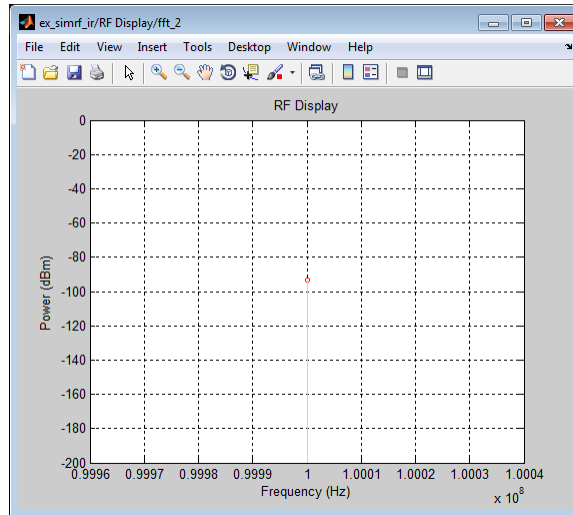 ex_simrf_ir/RF Display/fft_2
File Edit View Insert Tools Desktop Window Help
RF Display
0
-20
-40
-60
-80
-100
-120
-140
-160
-180
-200
Power (dBm)
0.9996 0.9997 0.9998 0.9999 1 1.0001 1.0002 1.0003 1.0004
Frequency (Hz)
x 10^8